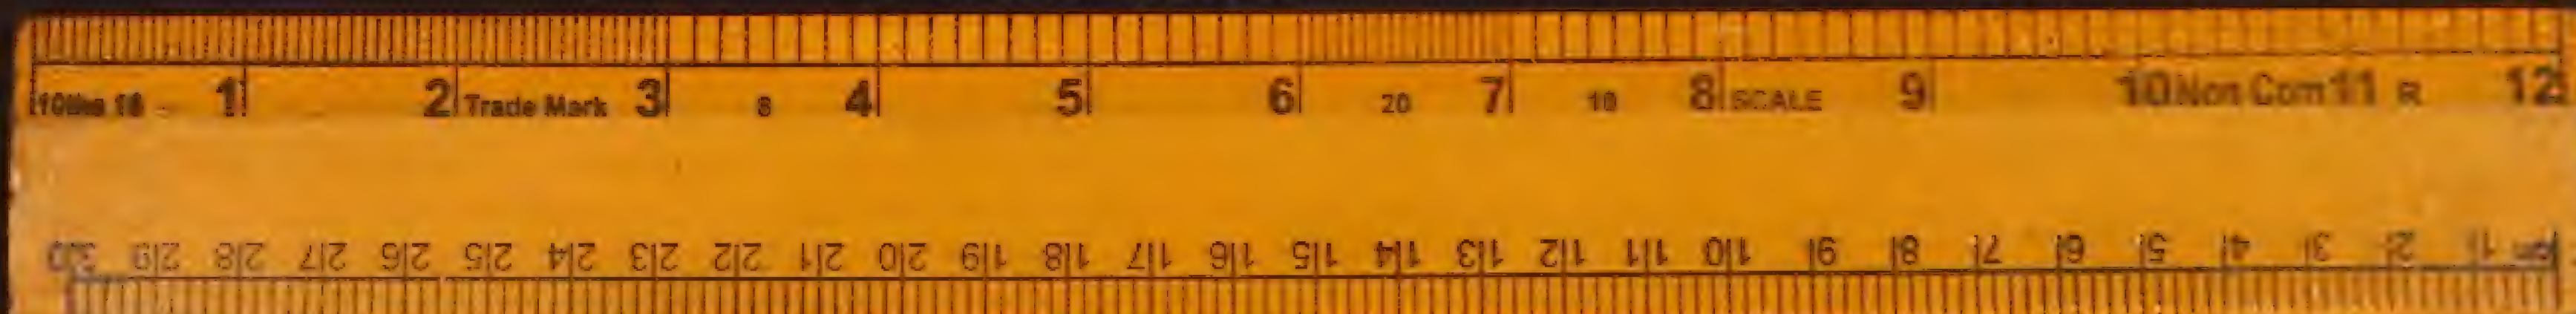 10ths 16 1 2 Trade Mark 3 8 4 5 6 20 7 10 8 SCALE 9 10 Non Com 11 R 12
cm 1 2 3 4 5 6 7 8 9 10 11 12 13 14 15 16 17 18 19 20 21 22 23 24 25 26 27 28 29 30